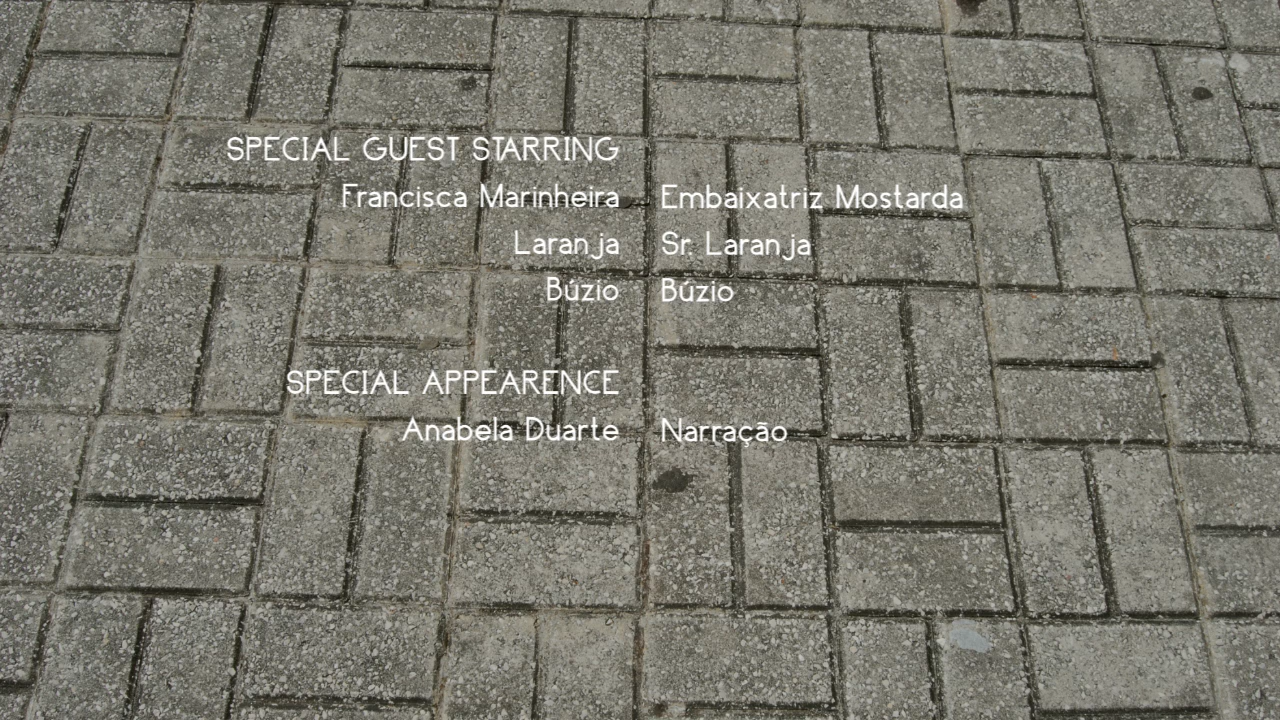 SPECIAL GUEST STARRING
Francisca Marinheira Embaixatriz Mostarda
Laranja Sr. Laranja
Búzio Búzio
SPECIAL APPEARENCE
Anabela Duarte Narração